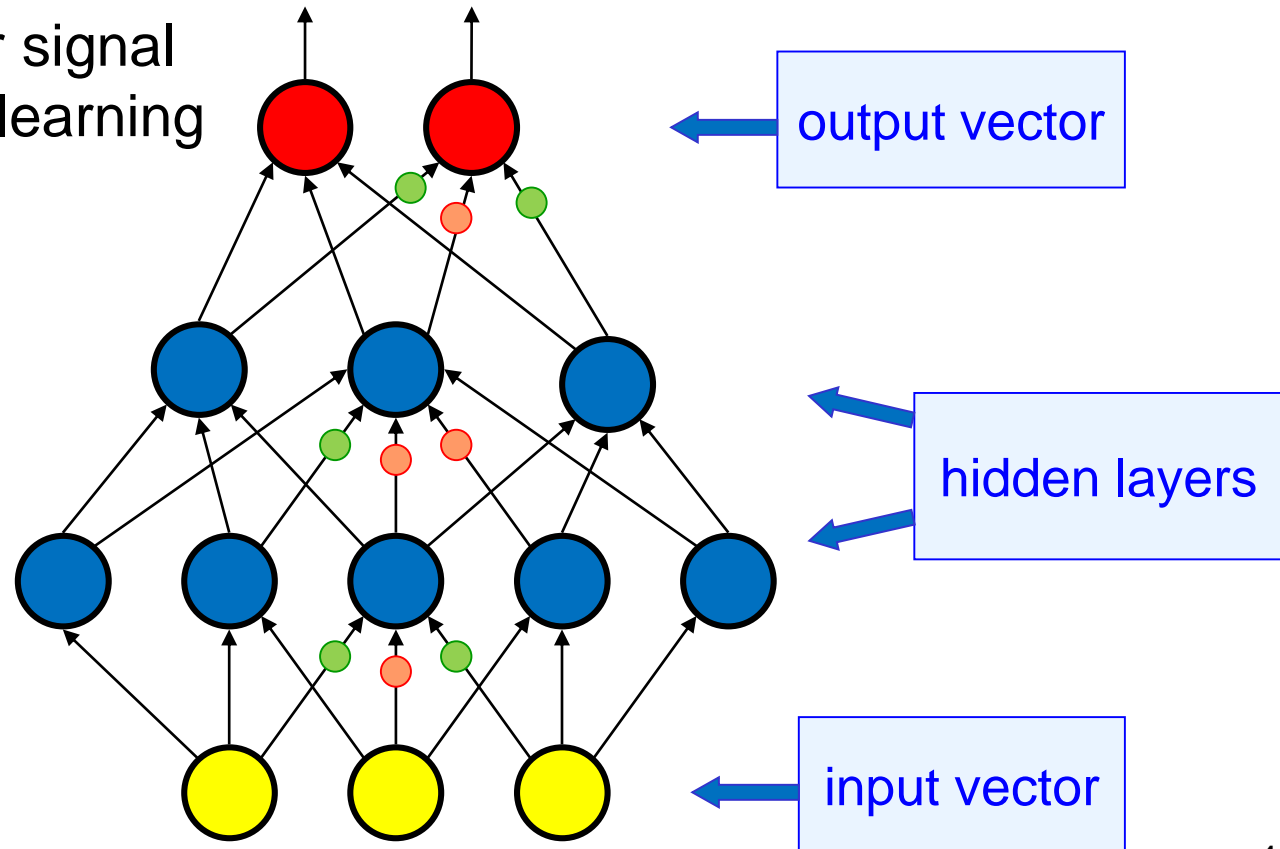 signal
learning
output vector
hidden layers
input vector